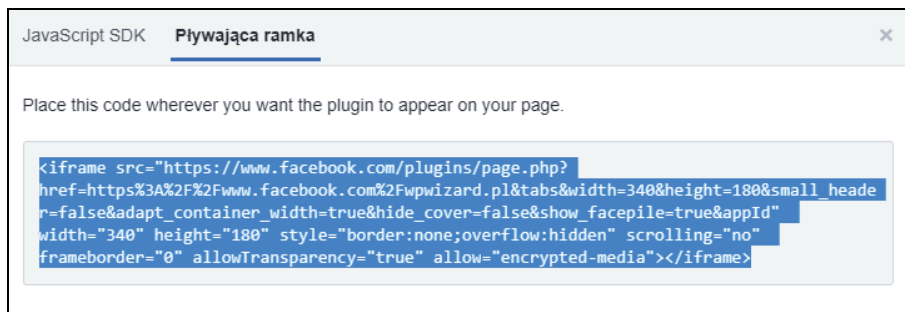 JavaScript SDK Pływająca ramka ×
Place this code wherever you want the plugin to appear on your page.
<iframe src="https://www.facebook.com/plugins/page.php?
href=https%3A%2F%2Fwww.facebook.com%2Fwpwizard.pl&tabs&width=340&height=180&small_heade
r=false&adapt_container_width=true&hide_cover=false&show_facepile=true&appId"
width="340" height="180" style="border:none;overflow:hidden" scrolling="no"
frameborder="0" allowTransparency="true" allow="encrypted-media"></iframe>